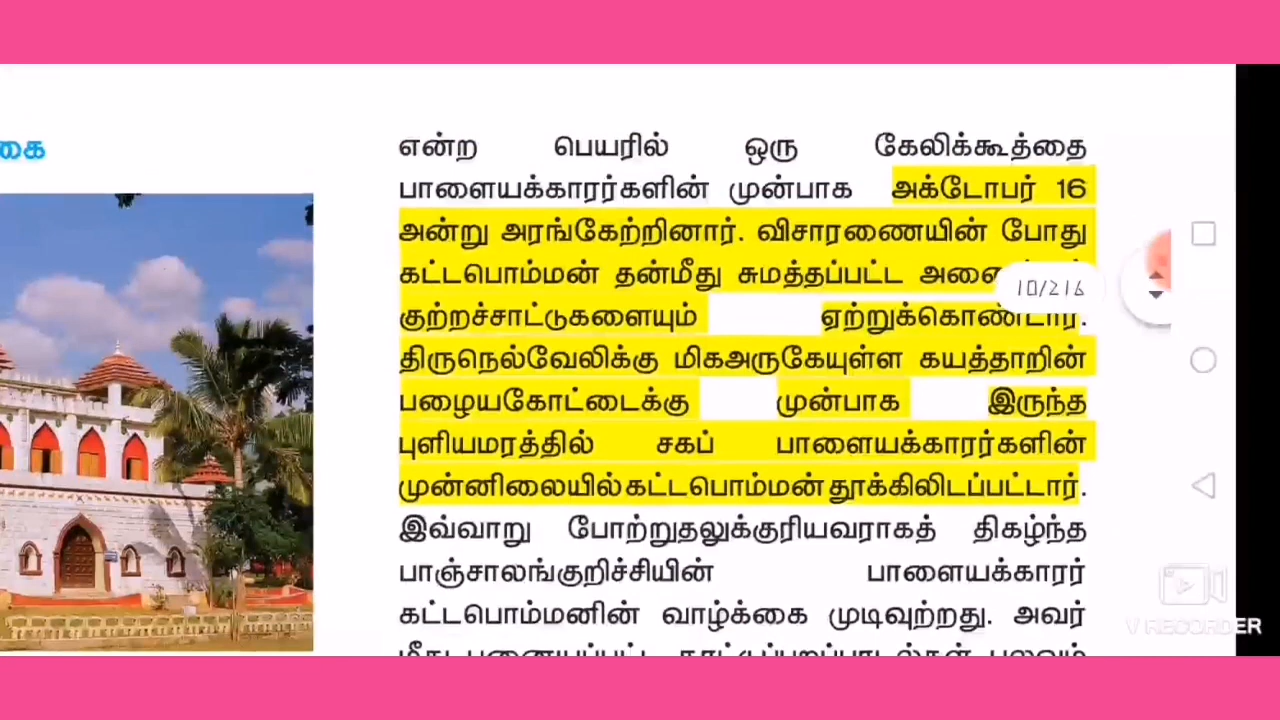 கை
என்ற பெயரில் ஒரு கேலிக்கூத்தை
பாளையக்காரர்களின் முன்பாக அக்டோபர் 16
அன்று அரங்கேற்றினார். விசாரணையின் போது
கட்டபொம்மன் தன்மீது சுமத்தப்பட்ட
10/216
குற்றச்சாட்டுகளையும் ஏற்றுக்கொண்டார்.
திருநெல்வேலிக்கு மிகஅருகேயுள்ள கயத்தாறின்
பழையகோட்டைக்கு முன்பாக இருந்த
புளியமரத்தில் சகப் பாளையக்காரர்களின்
முன்னிலையில் கட்டபொம்மன் தூக்கிலிடப்பட்டார்.
இவ்வாறு போற்றுதலுக்குரியவராகத் திகழ்ந்த
பாஞ்சாலங்குறிச்சியின் பாளையக்காரர்
கட்டபொம்மனின் வாழ்க்கை முடிவுற்றது. அவர்
V RECORDER